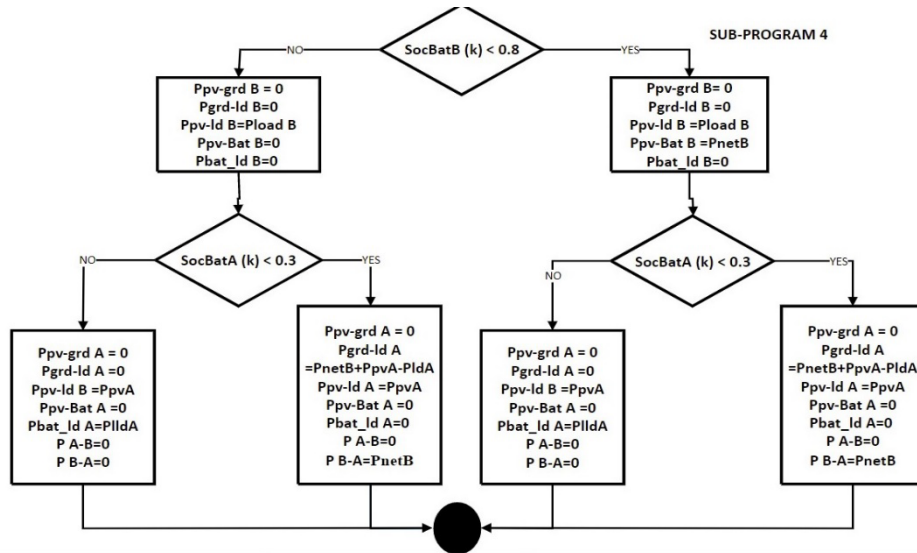 SUB-PROGRAM 4
SocBatB (k) < 0.8
NO
YES
Ppv-grd B = 0
Pgrd-ld B=0
Ppv-ld B=Pload B
Ppv-Bat B=0
Pbat_ld B=0
Ppv-grd B= 0
Pgrd-ld B =0
Ppv-ld B =Pload B
Ppv-Bat B =PnetB
Pbat_ld B=0
SocBatA (k) < 0.3
NO
YES
SocBatA (k) < 0.3
NO
YES
Ppv-grd A = 0
Pgrd-ld A =0
Ppv-ld B =PpvA
Ppv-Bat A =0
Pbat_ld A=PlldA
P A-B=0
P B-A=0
Ppv-grd A = 0
Pgrd-ld A
=PnetB+PpvA-PldA
Ppv-ld A =PpvA
Ppv-Bat A =0
Pbat_ld A=0
P A-B=0
P B-A=PnetB
Ppv-grd A = 0
Pgrd-ld A =0
Ppv-ld B =PpvA
Ppv-Bat A =0
Pbat_ld A=PlldA
P A-B=0
P B-A=0
Ppv-grd A = 0
Pgrd-ld A
=PnetB+PpvA-PldA
Ppv-ld A =PpvA
Ppv-Bat A =0
Pbat_ld A=0
P A-B=0
P B-A=PnetB